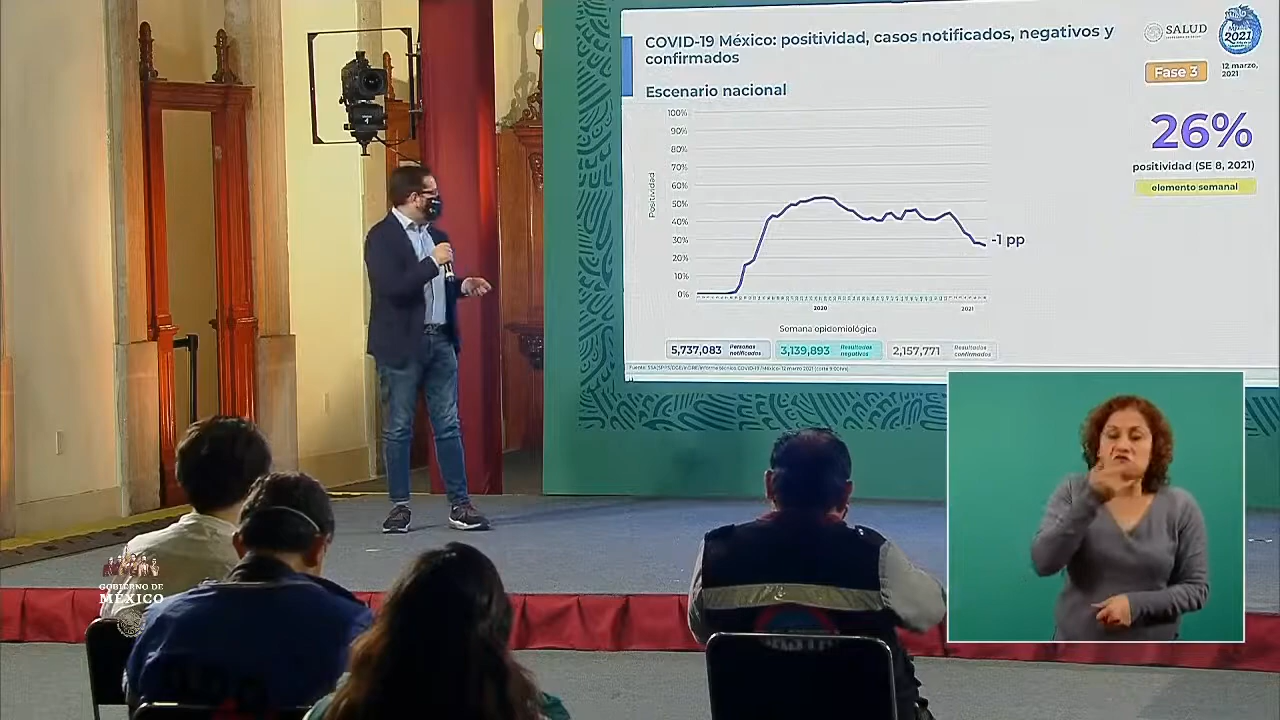 COVID-19 México: positividad, casos notificados, negativos y
confirmados
SALUD
2021
Fase 3
12 marzo,
2021
Escenario nacional
26%
positividad (SE 8, 2021)
elemento semanal
Positividad
100%
90%
80%
70%
60%
50%
40%
30%
20%
10%
0%
-1 pp
2020
2021
Semana epidemiológica
5,737,083 Personas
notificadas
3,139,893 Resultados
negativos
2,157,771 Resultados
confirmados
GOBIERNO DE
MÉXICO